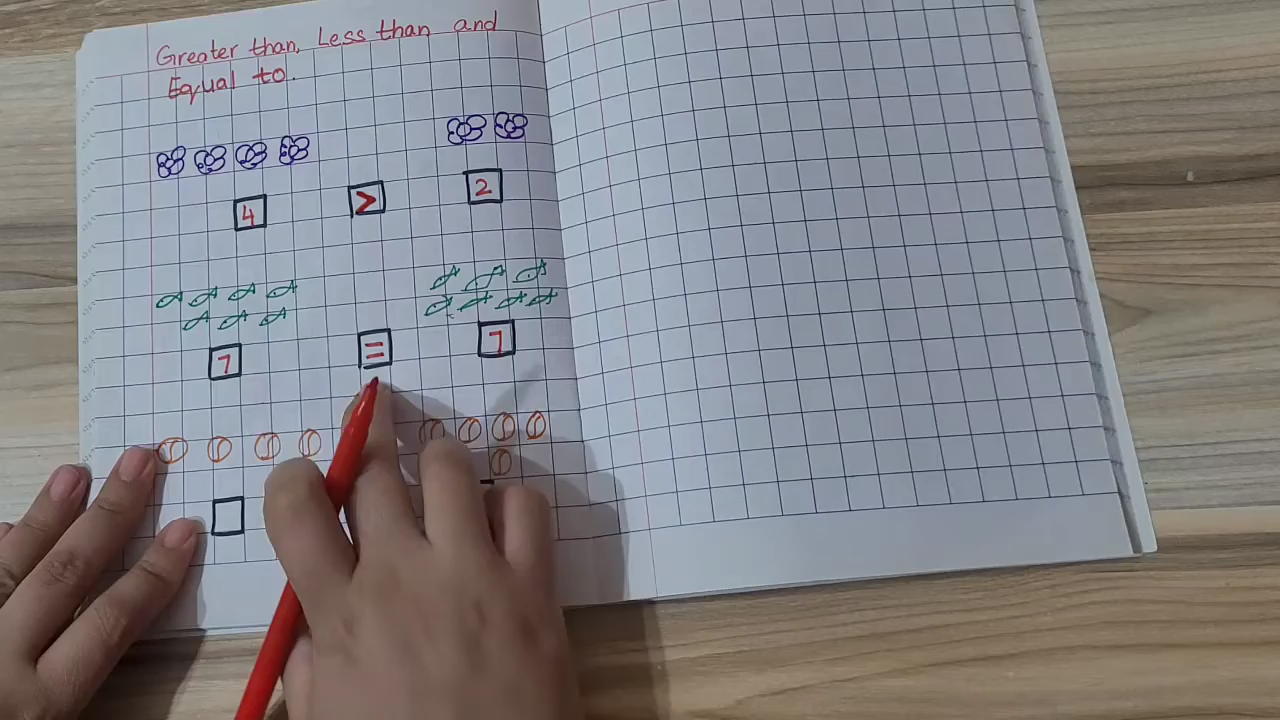 Greater than, Less than and
Equal to.
4 > 2
7 = 7